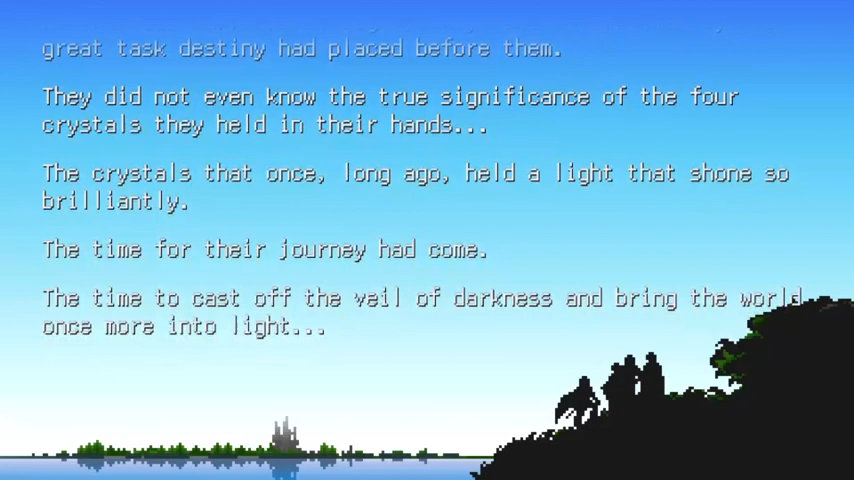 great task destiny had placed before them.
They did not even know the true significance of the four
crystals they held in their hands...
The crystals that once, long ago, held a light that shone so
brilliantly.
The time for their journey had come.
The time to cast off the veil of darkness and bring the world
once more into light...